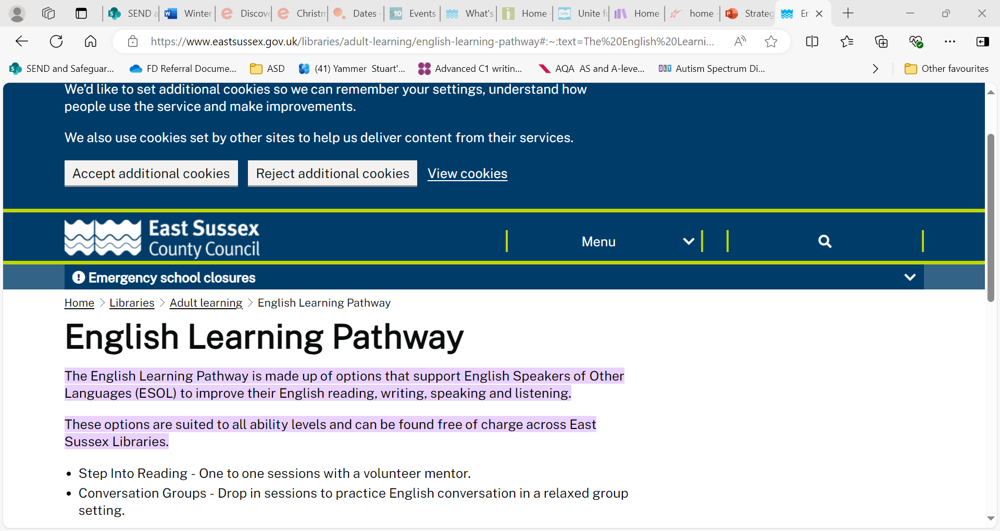 SEND a
Winter
Discove
Christm
Dates
S10 Events
What's
Home
Unite fo
Home
home
Strateg
Er
https://www.eastsussex.gov.uk/libraries/adult-learning/english-learning-pathway#:~:text=The%20English%20Learni...
SEND and Safeguar...
FD Referral Docume...
ASD
(41) Yammer Stuart'...
Advanced C1 writin...
AQA AS and A-leve...
OLT Autism Spectrum Di...
Other favourites
We'd like to set additional cookies so we can remember your settings, understand how
people use the service and make improvements.
We also use cookies set by other sites to help us deliver content from their services.
Accept additional cookies
Reject additional cookies
View cookies
East Sussex
County Council
Menu
Emergency school closures
Home > Libraries > Adult learning > English Learning Pathway
English Learning Pathway
The English Learning Pathway is made up of options that support English Speakers of Other
Languages (ESOL) to improve their English reading, writing, speaking and listening.
These options are suited to all ability levels and can be found free of charge across East
Sussex Libraries.
• Step Into Reading - One to one sessions with a volunteer mentor.
• Conversation Groups - Drop in sessions to practice English conversation in a relaxed group
setting.